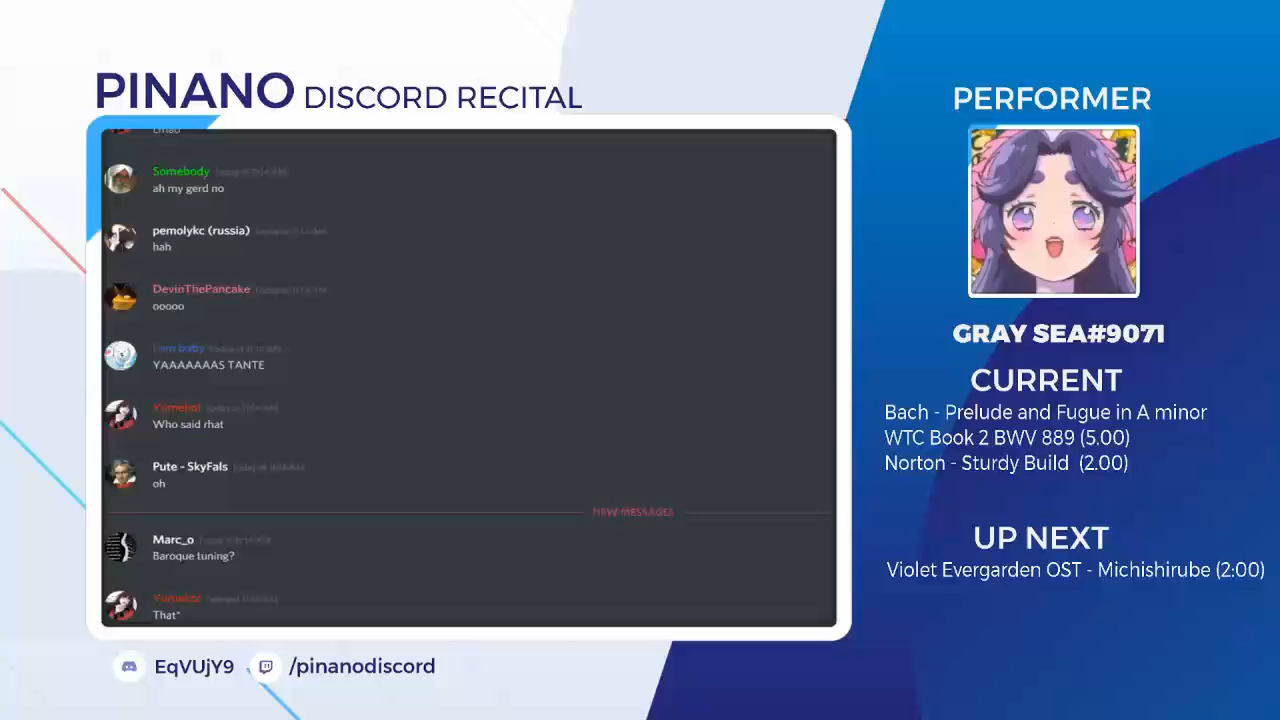 PINANO DISCORD RECITAL
Lmao
Somebody
ah my gerd no
pemolykc (russia)
hah
DevinThePancake
ooooo
I am baby
YAAAAAAAS TANTE
Who said rhat
Pute - SkyFals
oh
NEW MESSAGES
Marc_o
Baroque tuning?
That*
EqVUjY9 /pinanodiscord
PERFORMER
GRAY SEA#9071
CURRENT
Bach - Prelude and Fugue in A minor
WTC Book 2 BWV 889 (5.00)
Norton - Sturdy Build (2.00)
UP NEXT
Violet Evergarden OST - Michishirube (2:00)